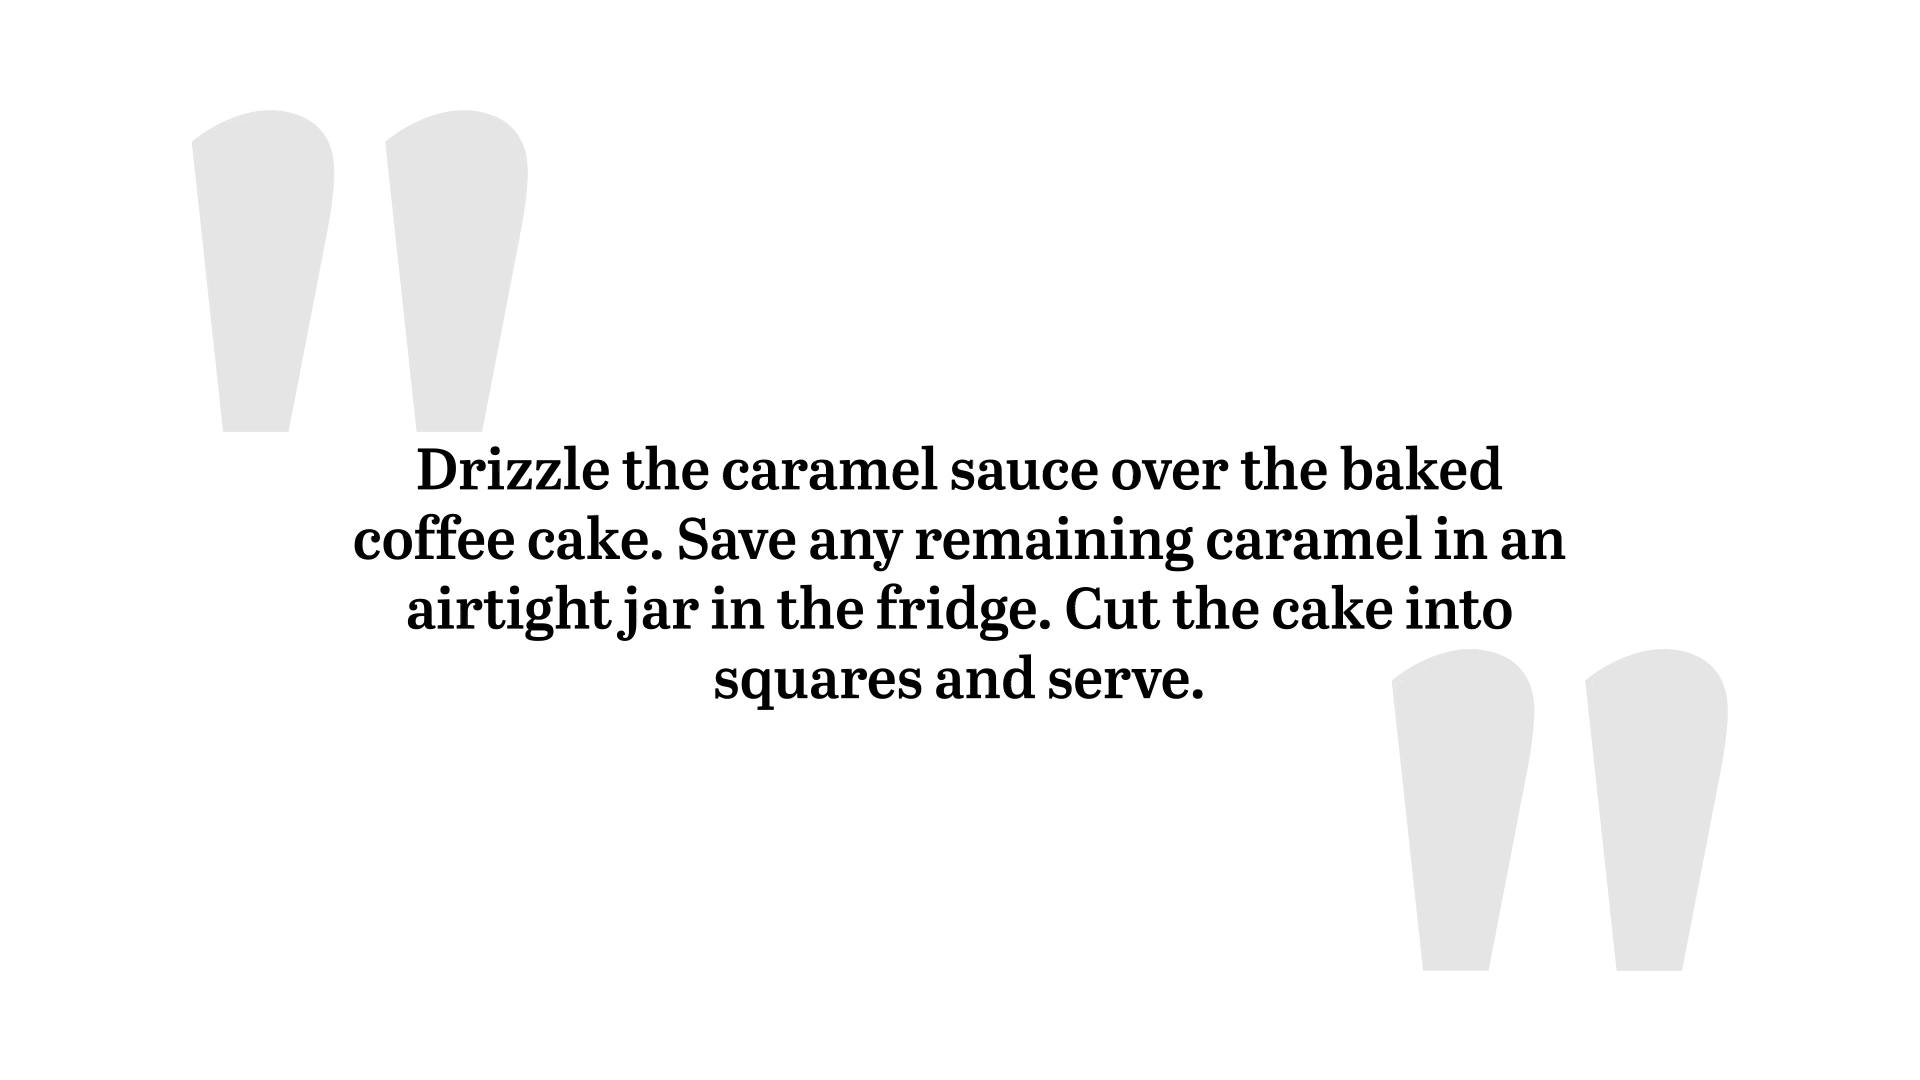 Drizzle the caramel sauce over the baked
coffee cake. Save any remaining caramel in an
airtight jar in the fridge. Cut the cake into
squares and serve.